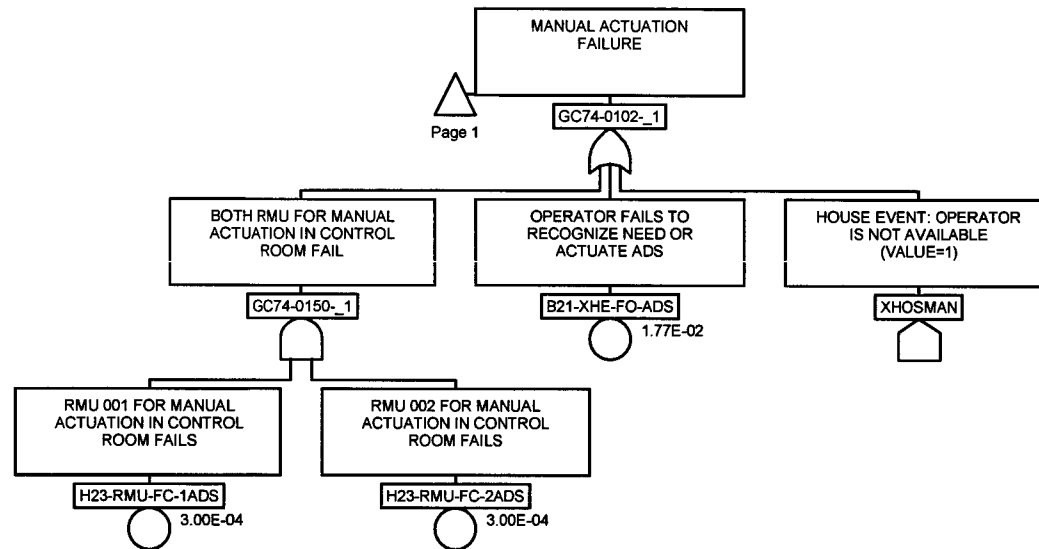 MANUAL ACTUATION
FAILURE
Page 1
GC74-0102-_1
BOTH RMU FOR MANUAL
ACTUATION IN CONTROL
ROOM FAIL
OPERATOR FAILS TO
RECOGNIZE NEED OR
ACTUATE ADS
HOUSE EVENT: OPERATOR
IS NOT AVAILABLE
(VALUE=1)
GC74-0150-_1
B21-XHE-FO-ADS
1.77E-02
XHOSMAN
RMU 001 FOR MANUAL
ACTUATION IN CONTROL
ROOM FAILS
RMU 002 FOR MANUAL
ACTUATION IN CONTROL
ROOM FAILS
H23-RMU-FC-1ADS
3.00E-04
H23-RMU-FC-2ADS
3.00E-04